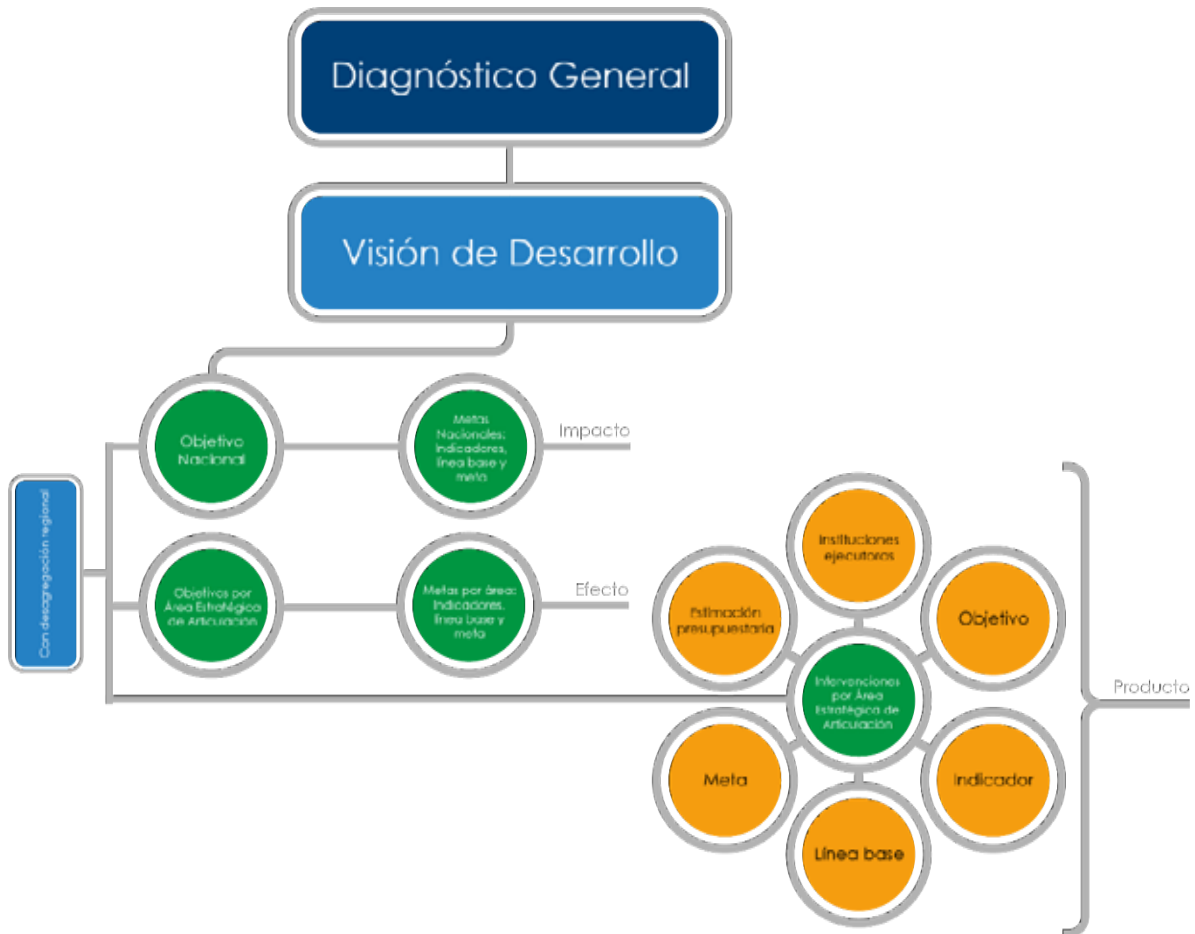 Diagnóstico General
Visión de Desarrollo
Objetivo
Nacional
Metas
Nacionales:
Indicadores,
línea base y
meta
Impacto
Con desagregación regional
Objetivos por
Área Estratégica
de Articulación
Metas por área:
Indicadores,
línea base y
meta
Efecto
Instituciones
ejecutoras
Estimación
presupuestaria
Objetivo
Intervenciones
por Área
Estratégica de
Articulación
Producto
Meta
Indicador
Línea base